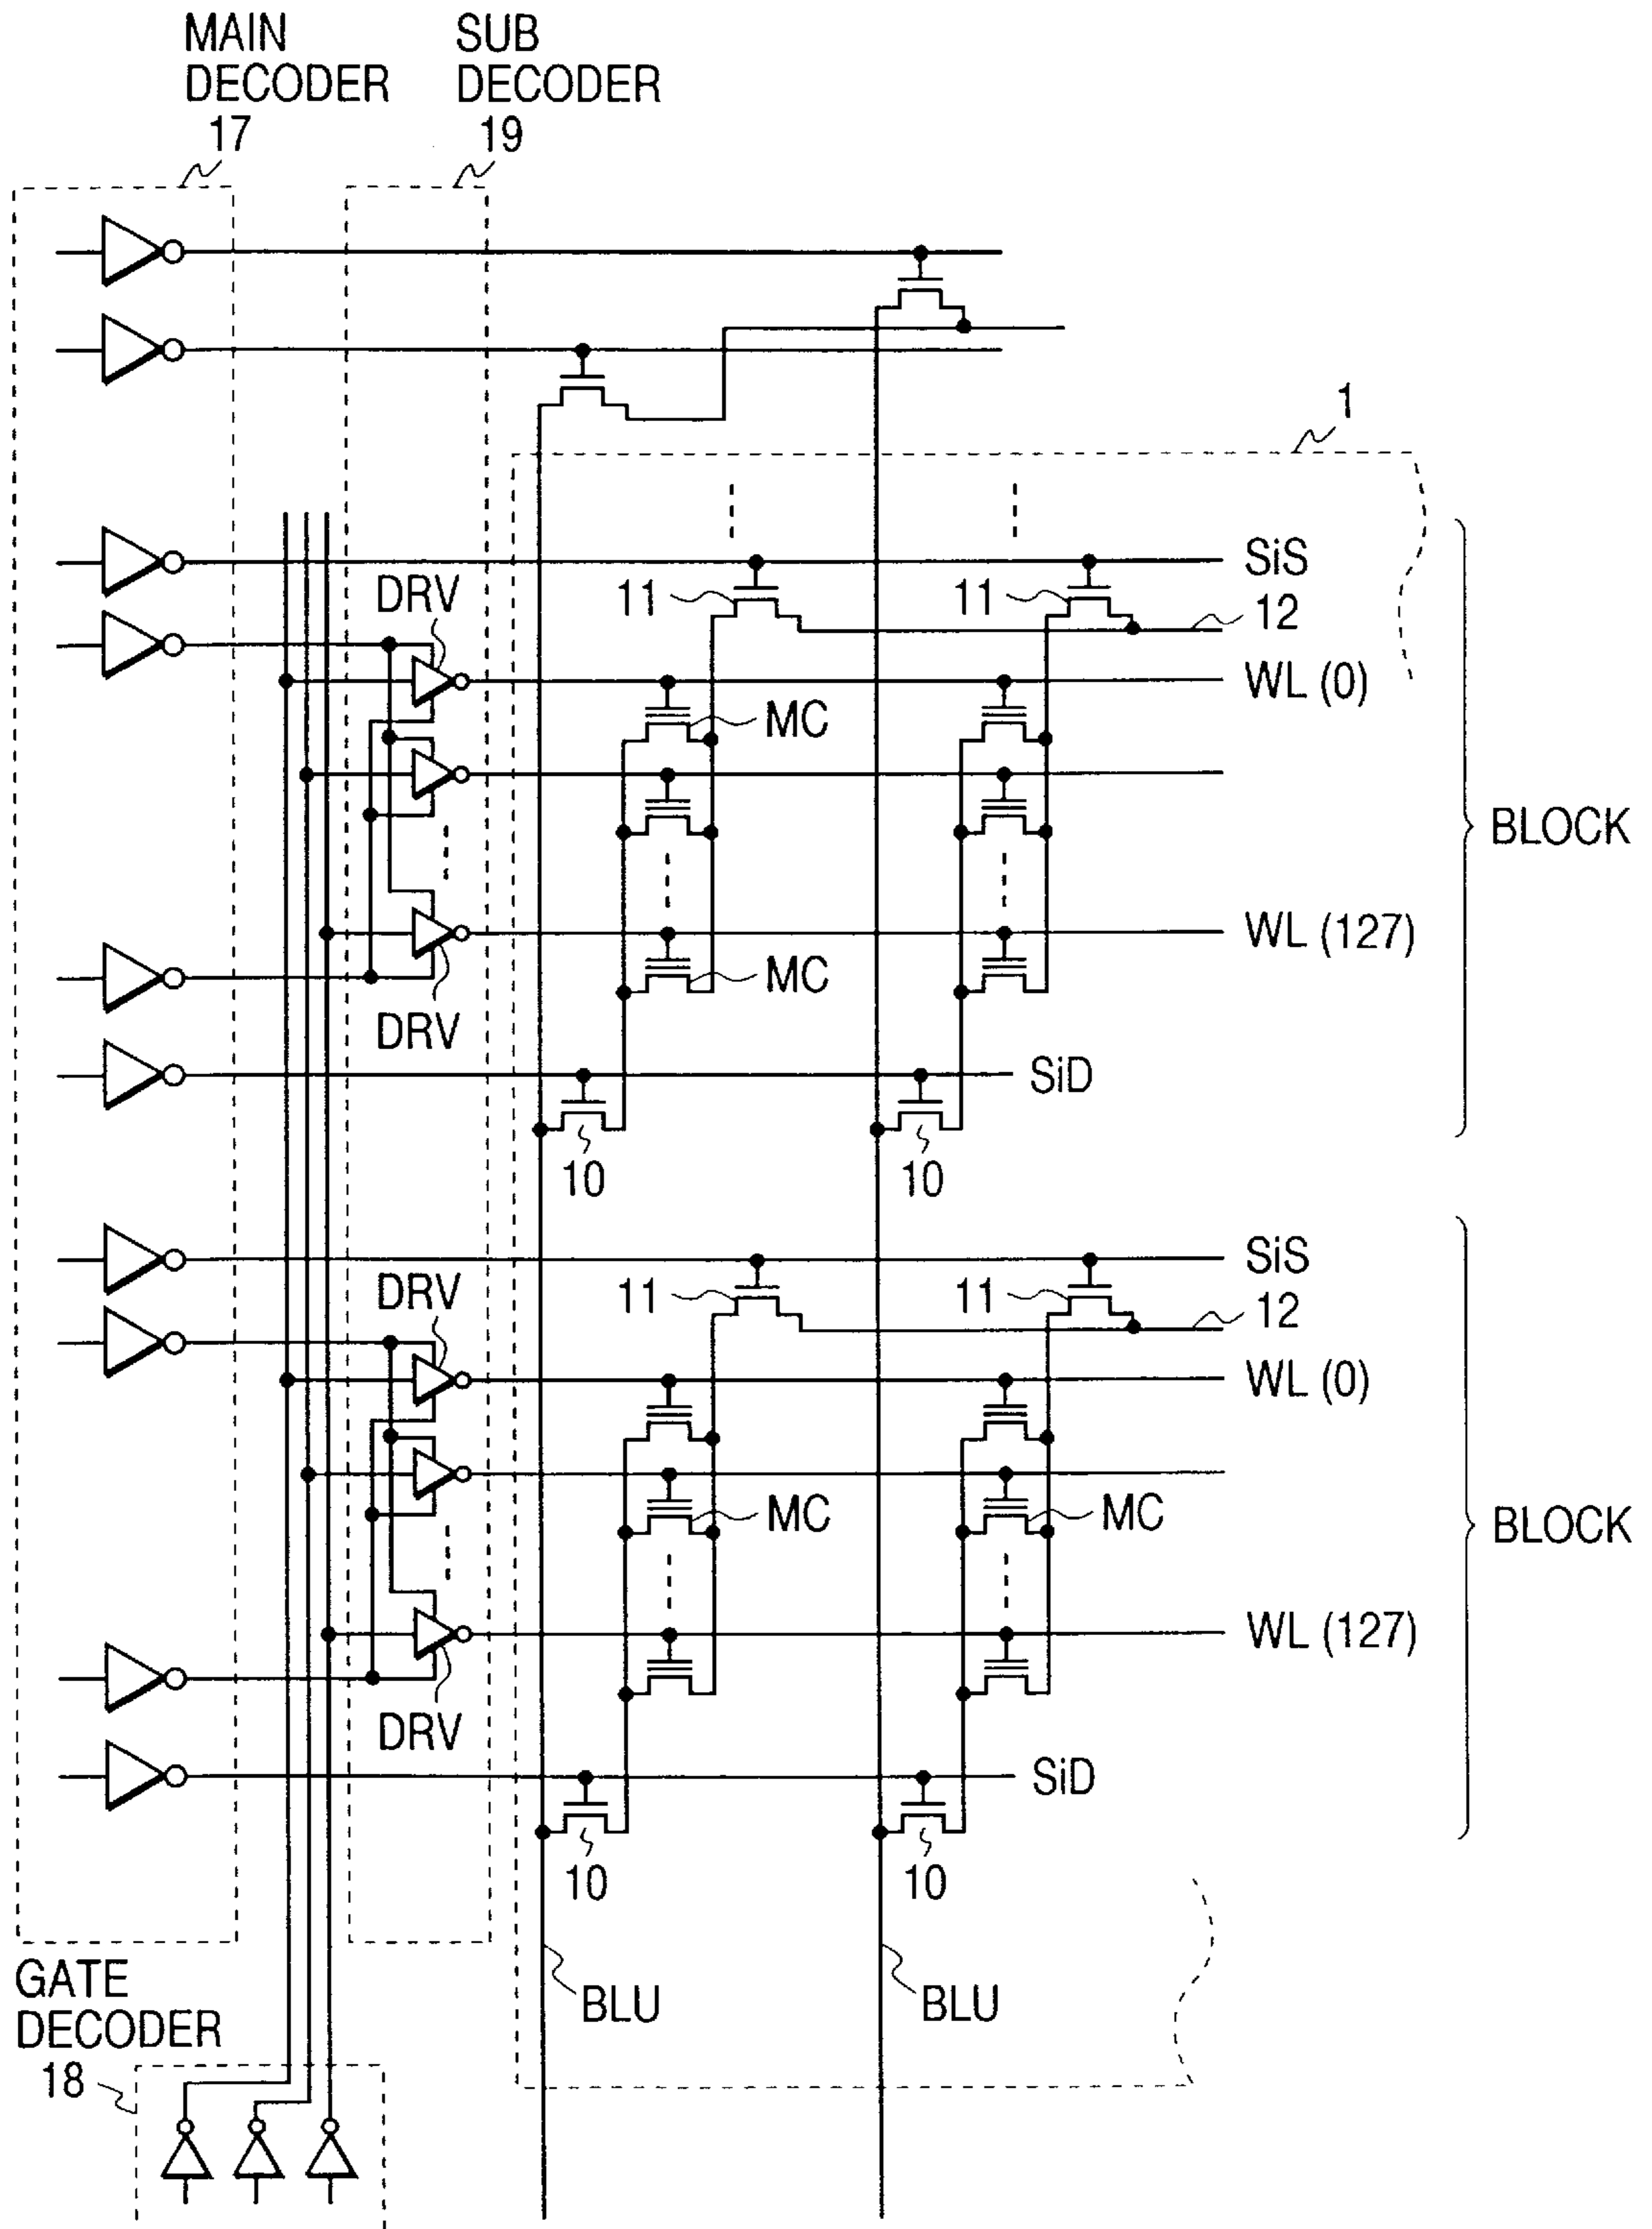 MAIN
DECODER
17
SUB
DECODER
19
1
SiS
DRV
11
11
12
WL (0)
MC
BLOCK
WL (127)
MC
DRV
SiD
10
10
SiS
DRV
11
11
12
WL (0)
MC
MC
BLOCK
WL (127)
DRV
SiD
10
10
GATE
DECODER
18
BLU
BLU